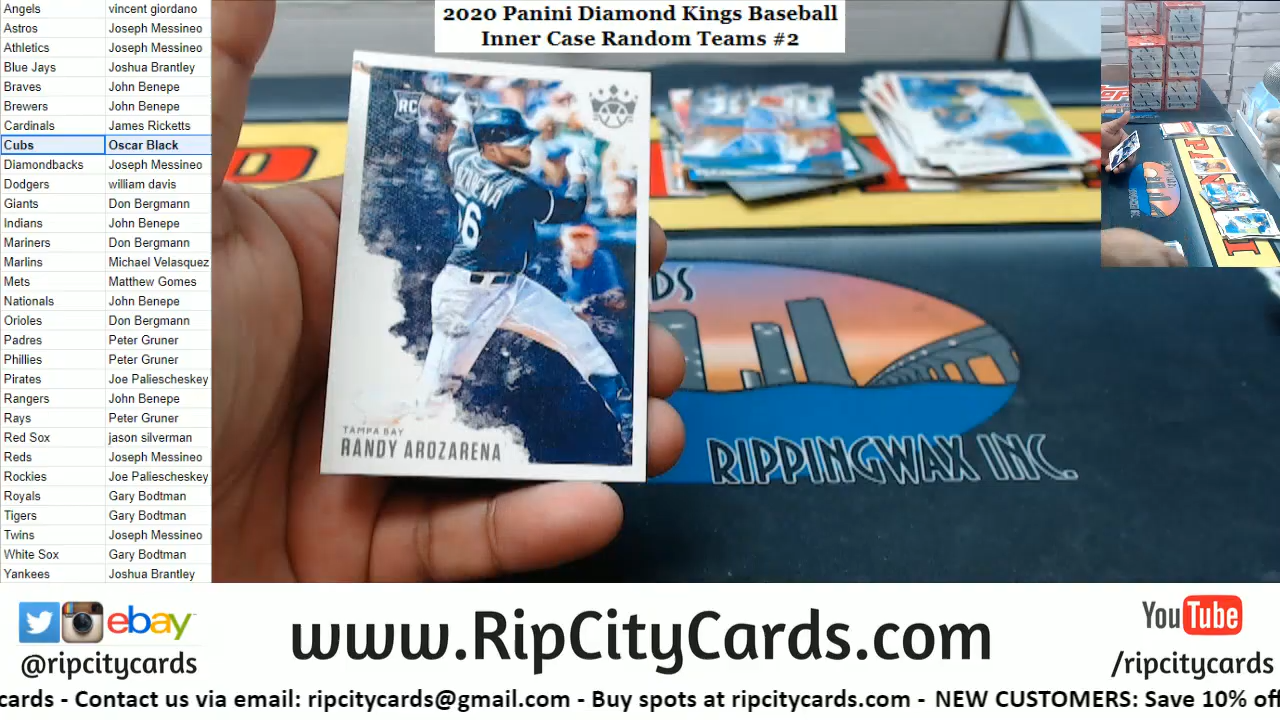 2020 Panini Diamond Kings Baseball
Inner Case Random Teams #2
Angels vincent giordano
Astros Joseph Messineo
Athletics Joseph Messineo
Blue Jays Joshua Brantley
Braves John Benepe
Brewers John Benepe
Cardinals James Ricketts
Cubs Oscar Black
Diamondbacks Joseph Messineo
Dodgers william davis
Giants Don Bergmann
Indians John Benepe
Mariners Don Bergmann
Marlins Michael Velasquez
Mets Matthew Gomes
Nationals John Benepe
Orioles Don Bergmann
Padres Peter Gruner
Phillies Peter Gruner
Pirates Joe Paliescheskey
Rangers John Benepe
Rays Peter Gruner
Red Sox jason silverman
Reds Joseph Messineo
Rockies Joe Paliescheskey
Royals Gary Bodtman
Tigers Gary Bodtman
Twins Joseph Messineo
White Sox Gary Bodtman
Yankees Joshua Brantley
RC
TAMPA BAY
RANDY AROZARENA
RIPPINGWAX INC.
ebay
@ripcitycards
www.RipCityCards.com
YouTube
/ripcitycards
cards - Contact us via email: ripcitycards@gmail.com - Buy spots at ripcitycards.com - NEW CUSTOMERS: Save 10% off